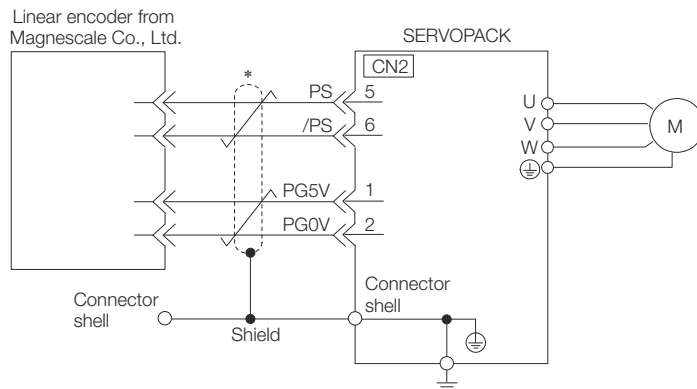 Linear encoder from
Magnescale Co., Ltd.
SERVOPACK
CN2
*
PS 5
/PS 6
PG5V 1
PG0V 2
U
V
W
M
Connector
shell
Shield
Connector
shell